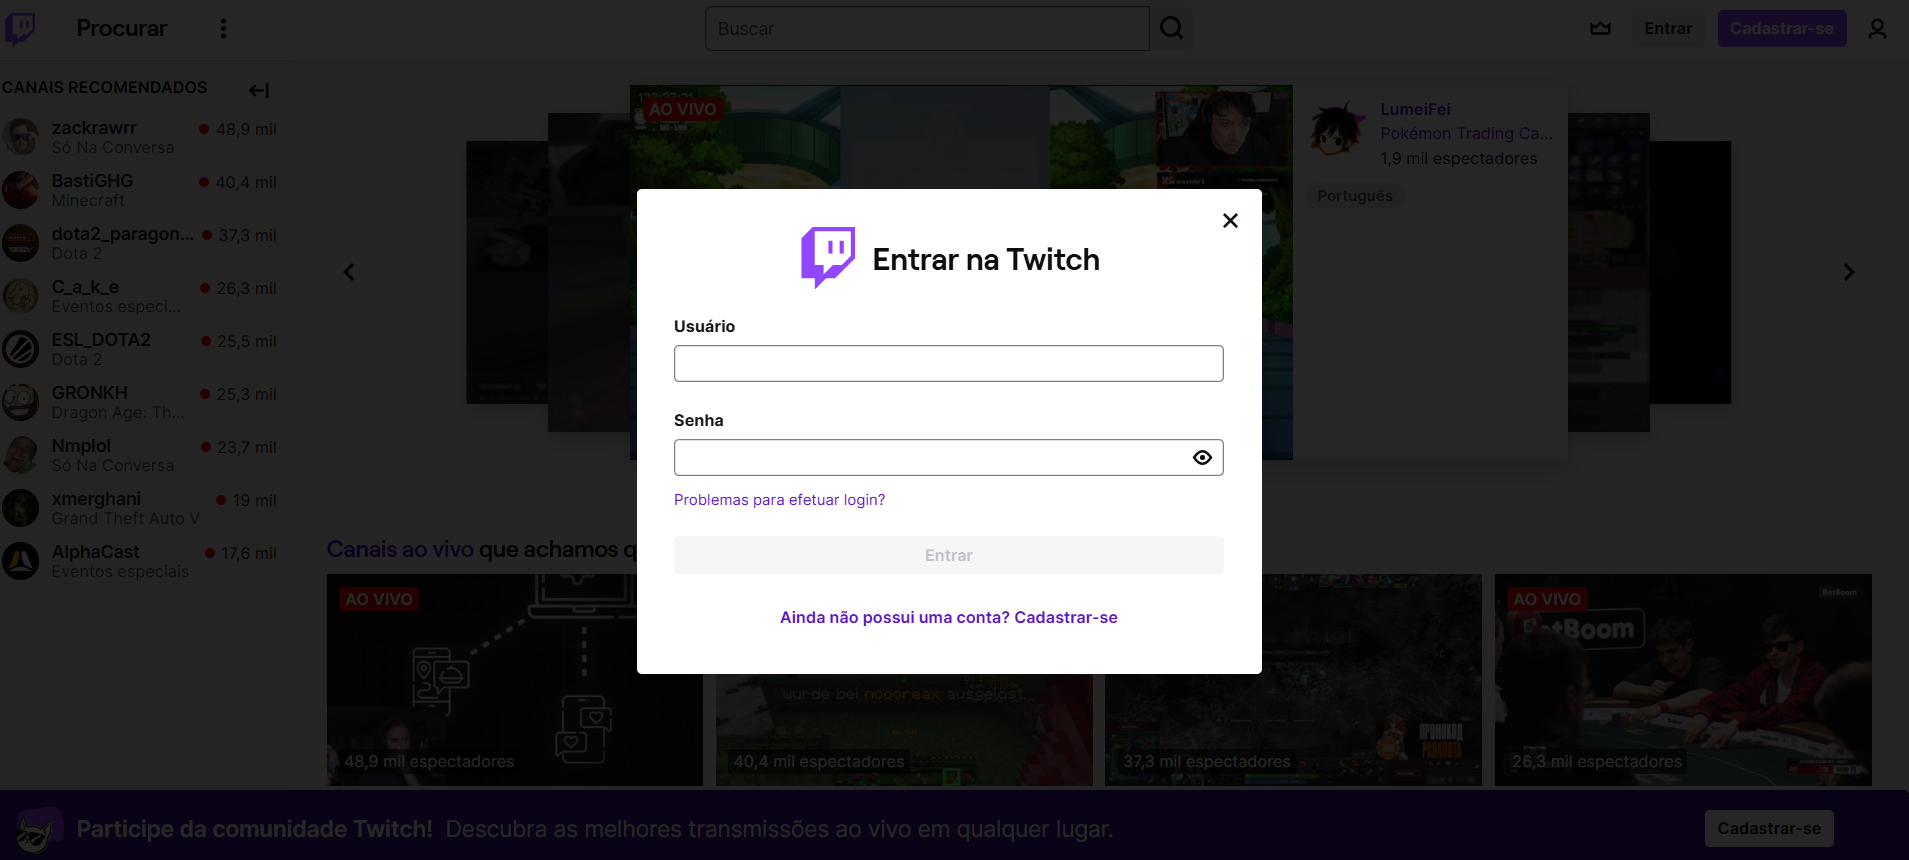 Procurar
Buscar
Entrar
Cadastrar-se
CANAIS RECOMENDADOS
zackrawrr
48,9 mil
Só Na Conversa
BastiGHG
40,4 mil
Minecraft
dota2_paragon...
37,3 mil
Dota 2
C_a_k_e
26,3 mil
Eventos especi...
ESL_DOTA2
25,5 mil
Dota 2
GRONKH
25,3 mil
Dragon Age: Th...
Nmplol
23,7 mil
Só Na Conversa
xmerghani
19 mil
Grand Theft Auto V
AlphaCast
17,6 mil
Eventos especiais
AO VIVO
LumeiFei
Pokémon Trading Ca...
1,9 mil espectadores
Português
Entrar na Twitch
Usuário
Senha
Problemas para efetuar login?
Entrar
Ainda não possui uma conta? Cadastrar-se
Canais ao vivo que achamos
AO VIVO
48,9 mil espectadores
wurde bei noooreax ausgelöst..
40,4 mil espectadores
ПРОМОКОД
37,3 mil espectadores
AO VIVO
BetBoom
26,3 mil espectadores
Participe da comunidade Twitch! Descubra as melhores transmissões ao vivo em qualquer lugar.
Cadastrar-se